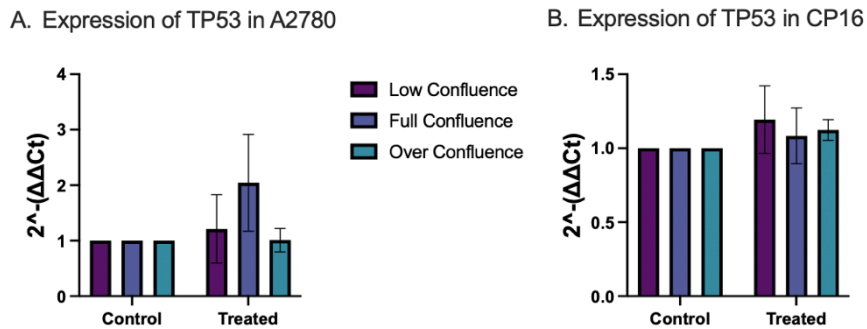 A. Expression of TP53 in A2780
B. Expression of TP53 in CP16
2^-(ΔΔCt)
4
3
2
1
0
Control
Treated
Low Confluence
Full Confluence
Over Confluence
2^-(ΔΔCt)
1.5
1.0
0.5
0.0
Control
Treated